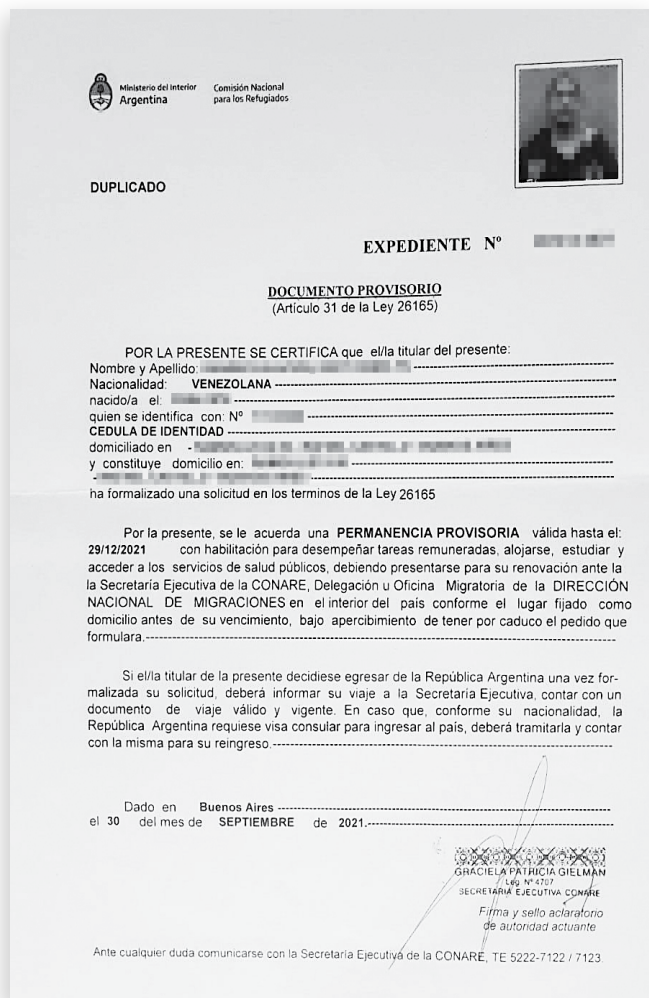 Ministerio del Interior
Argentina
Comisión Nacional
para los Refugiados
DUPLICADO
EXPEDIENTE Nº
DOCUMENTO PROVISORIO
(Artículo 31 de la Ley 26165)
POR LA PRESENTE SE CERTIFICA que el/la titular del presente:
Nombre y Apellido:
Nacionalidad: VENEZOLANA
nacido/a el:
quien se identifica con: Nº
CEDULA DE IDENTIDAD
domiciliado en -
y constituye domicilio en:
ha formalizado una solicitud en los terminos de la Ley 26165
Por la presente, se le acuerda una PERMANENCIA PROVISORIA válida hasta el:
29/12/2021 con habilitación para desempeñar tareas remuneradas, alojarse, estudiar y
acceder a los servicios de salud públicos, debiendo presentarse para su renovación ante la
la Secretaría Ejecutiva de la CONARE, Delegación u Oficina Migratoria de la DIRECCIÓN
NACIONAL DE MIGRACIONES en el interior del país conforme el lugar fijado como
domicilio antes de su vencimiento, bajo apercibimiento de tener por caduco el pedido que
formulara.
Si el/la titular de la presente decidiese egresar de la República Argentina una vez for-
malizada su solicitud, deberá informar su viaje a la Secretaría Ejecutiva, contar con un
documento de viaje válido y vigente. En caso que, conforme su nacionalidad, la
República Argentina requiese visa consular para ingresar al país, deberá tramitarla y contar
con la misma para su reingreso.
Dado en Buenos Aires
el 30 del mes de SEPTIEMBRE de 2021.
GRACIELA PATRICIA GIELMAN
Leg. Nº 4707
SECRETARIA EJECUTIVA CONARE
Firma y sello aclaratorio
de autoridad actuante
Ante cualquier duda comunicarse con la Secretaría Ejecutiva de la CONARE, TE 5222-7122 / 7123.